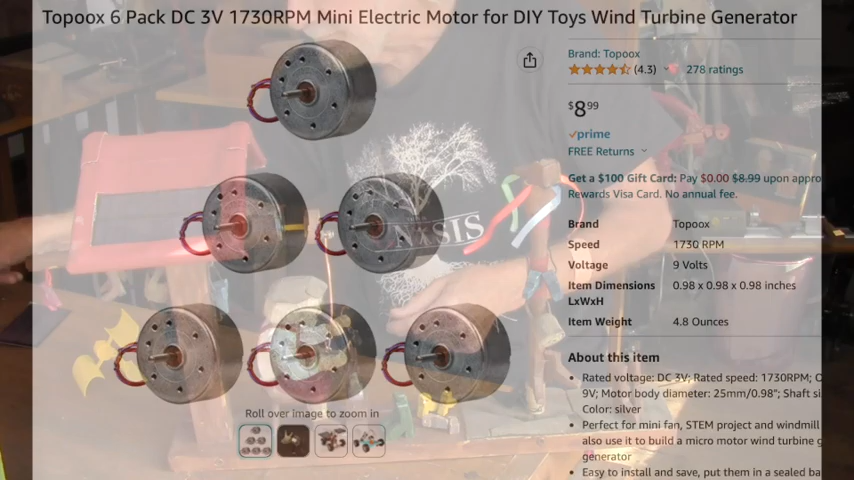 Topoox 6 Pack DC 3V 1730RPM Mini Electric Motor for DIY Toys Wind Turbine Generator
Brand: Topoox
(4.3)
278 ratings
$8.99
prime
FREE Returns
Get a $100 Gift Card: Pay $0.00 $8.99 upon appro
Rewards Visa Card. No annual fee.
Brand Topoox
Speed 1730 RPM
Voltage 9 Volts
Item Dimensions 0.98 x 0.98 x 0.98 inches
LxWxH
Item Weight 4.8 Ounces
About this item
Rated voltage: DC 3V; Rated speed: 1730RPM; O
9V; Motor body diameter: 25mm/0.98"; Shaft si
Color: silver
Perfect for mini fan, STEM project and windmill
also use it to build a micro motor wind turbine g
generator
Easy to install and save, put them in a sealed ba
Roll over image to zoom in